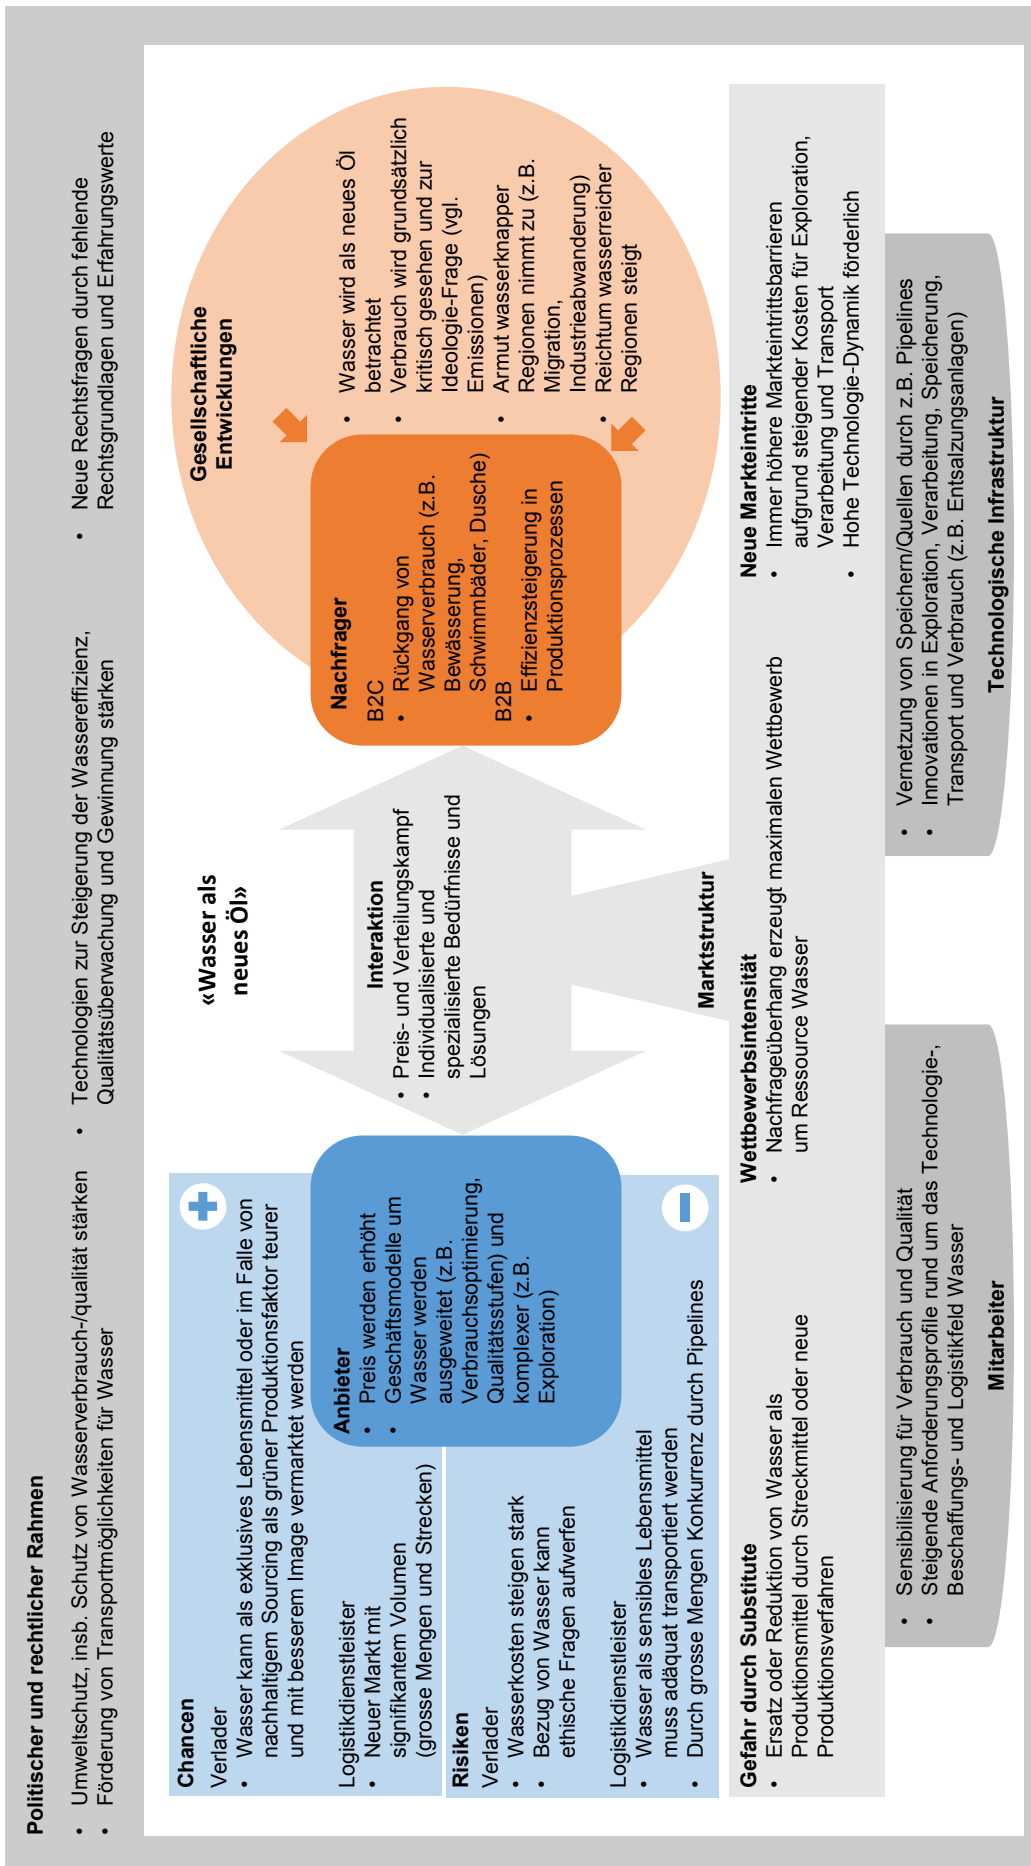 Politischer und rechtlicher Rahmen
• Umweltschutz, insb. Schutz von Wasserverbrauch-/qualität stärken
• Förderung von Transportmöglichkeiten für Wasser
• Technologien zur Steigerung der Wassereffizienz,
Qualitätsüberwachung und Gewinnung stärken
• Neue Rechtsfragen durch fehlende
Rechtsgrundlagen und Erfahrungswerte
Chancen
Verlader
• Wasser kann als exklusives Lebensmittel oder im Falle von
nachhaltigem Sourcing als grüner Produktionsfaktor teurer
und mit besserem Image vermarktet werden
Logistikdienstleister
• Neuer Markt mit
signifikantem Volumen
(grosse Mengen und Strecken)
Risiken
Verlader
• Wasserkosten steigen stark
• Bezug von Wasser kann
ethische Fragen aufwerfen
Logistikdienstleister
• Wasser als sensibles Lebensmittel
muss adäquat transportiert werden
• Durch grosse Mengen Konkurrenz durch Pipelines
Anbieter
• Preis werden erhöht
• Geschäftsmodelle um
Wasser werden
ausgeweitet (z.B.
Verbrauchsoptimierung,
Qualitätsstufen) und
komplexer (z.B.
Exploration)
«Wasser als
neues Öl»
Interaktion
• Preis- und Verteilungskampf
• Individualisierte und
spezialisierte Bedürfnisse und
Lösungen
Nachfrager
B2C
• Rückgang von
Wasserverbrauch (z.B.
Bewässerung,
Schwimmbäder, Dusche)
B2B
• Effizienzsteigerung in
Produktionsprozessen
Gesellschaftliche
Entwicklungen
• Wasser wird als neues Öl
betrachtet
• Verbrauch wird grundsätzlich
kritisch gesehen und zur
Ideologie-Frage (vgl.
Emissionen)
• Armut wasserknapper
Regionen nimmt zu (z.B.
Migration,
Industrieabwanderung)
• Reichtum wasserreicher
Regionen steigt
Marktstruktur
Gefahr durch Substitute
• Ersatz oder Reduktion von Wasser als
Produktionsmittel durch Streckmittel oder neue
Produktionsverfahren
Wettbewerbsintensität
• Nachfrageüberhang erzeugt maximalen Wettbewerb
um Ressource Wasser
Neue Markteintritte
• Immer höhere Markteintrittsbarrieren
aufgrund steigender Kosten für Exploration,
Verarbeitung und Transport
• Hohe Technologie-Dynamik förderlich
• Sensibilisierung für Verbrauch und Qualität
• Steigende Anforderungsprofile rund um das Technologie-,
Beschaffungs- und Logistikfeld Wasser
Mitarbeiter
• Vernetzung von Speichern/Quellen durch z.B. Pipelines
• Innovationen in Exploration, Verarbeitung, Speicherung,
Transport und Verbrauch (z.B. Entsalzungsanlagen)
Technologische Infrastruktur